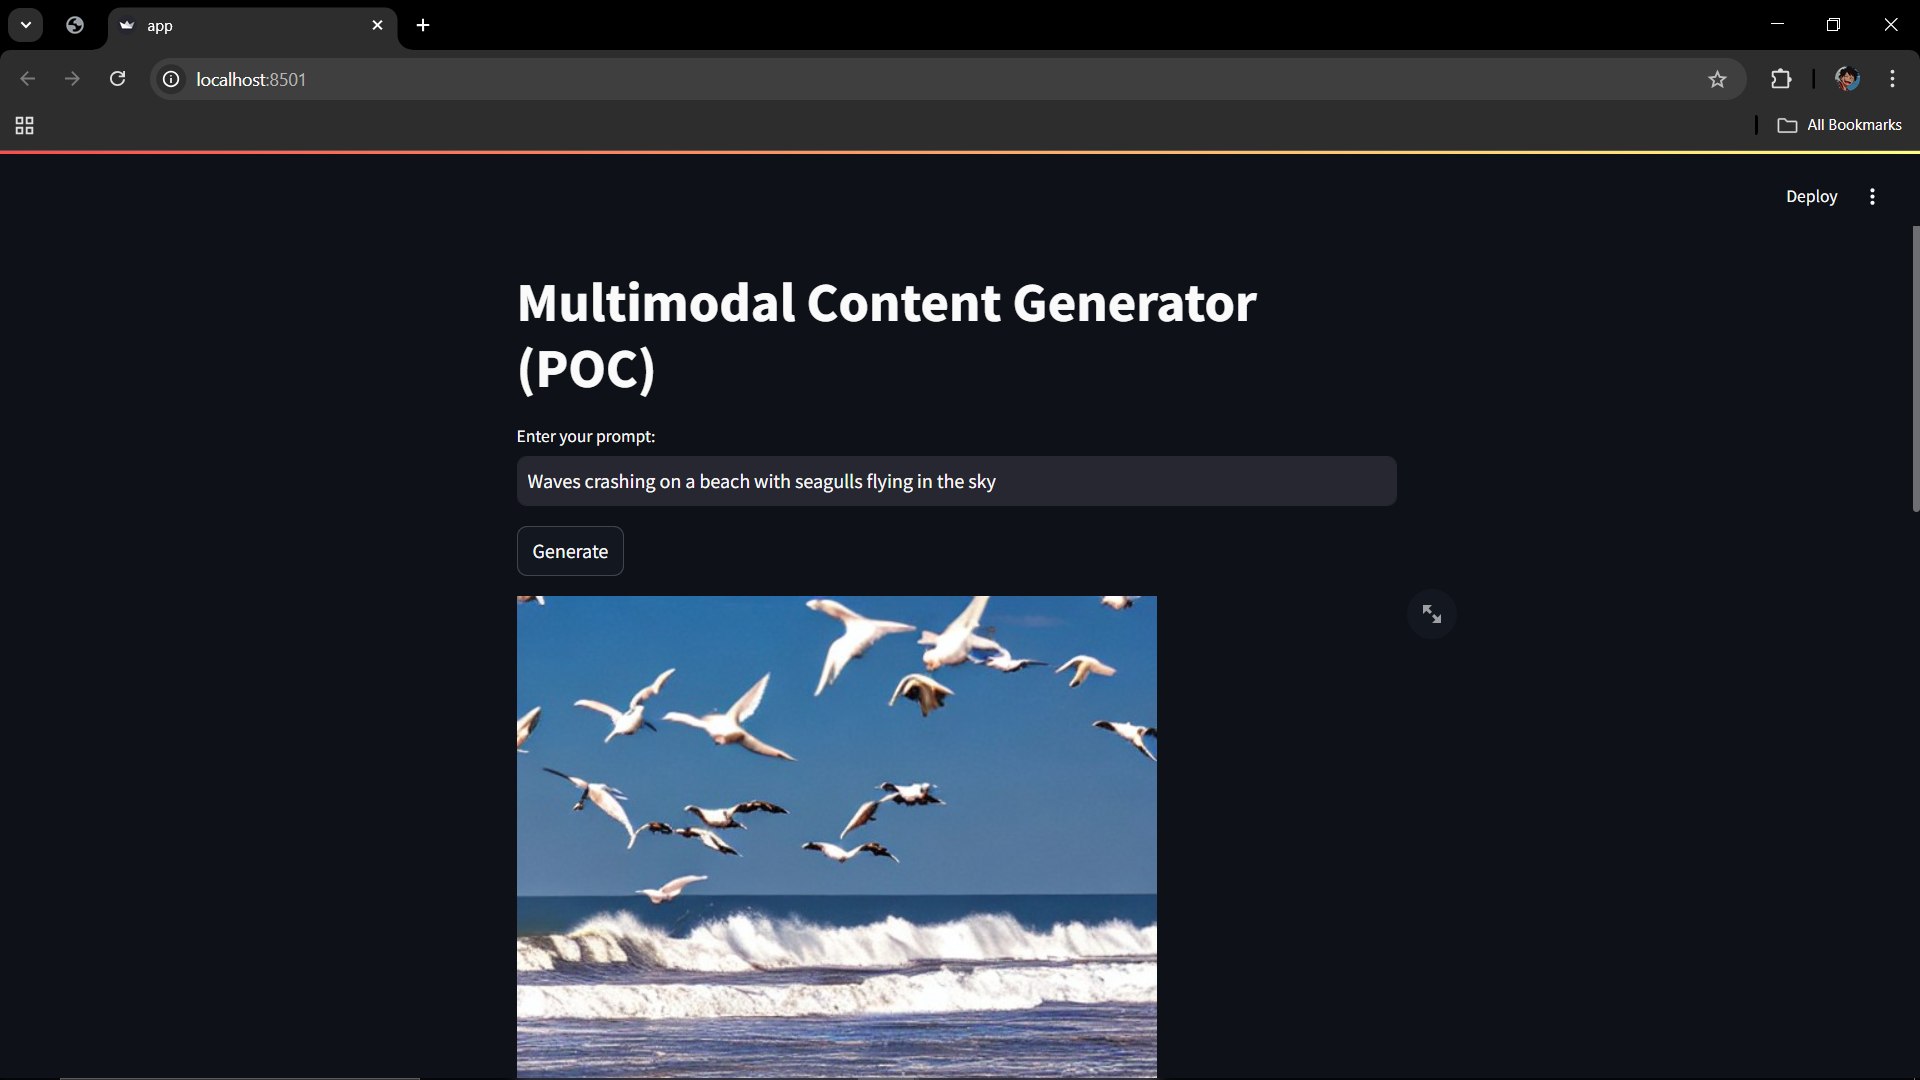 app
localhost:8501
All Bookmarks
Deploy
Multimodal Content Generator
(POC)
Enter your prompt:
Waves crashing on a beach with seagulls flying in the sky
Generate